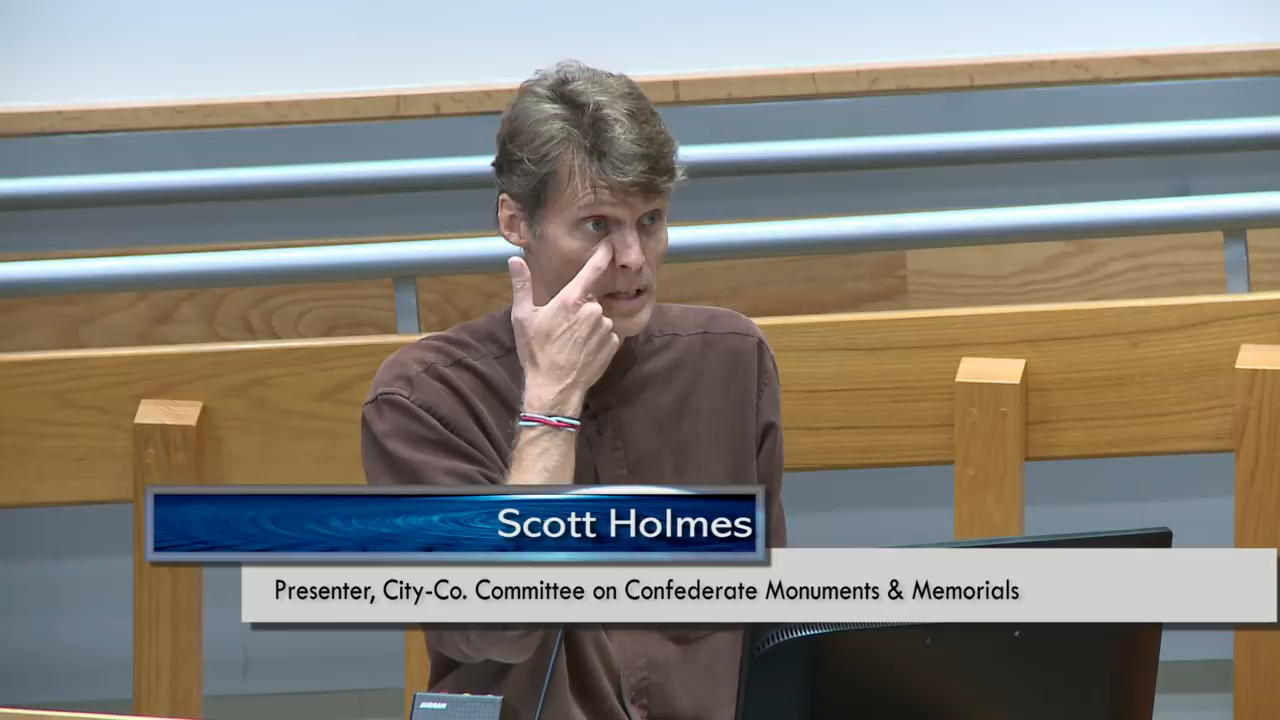 Scott Holmes
Presenter, City-Co. Committee on Confederate Monuments & Memorials